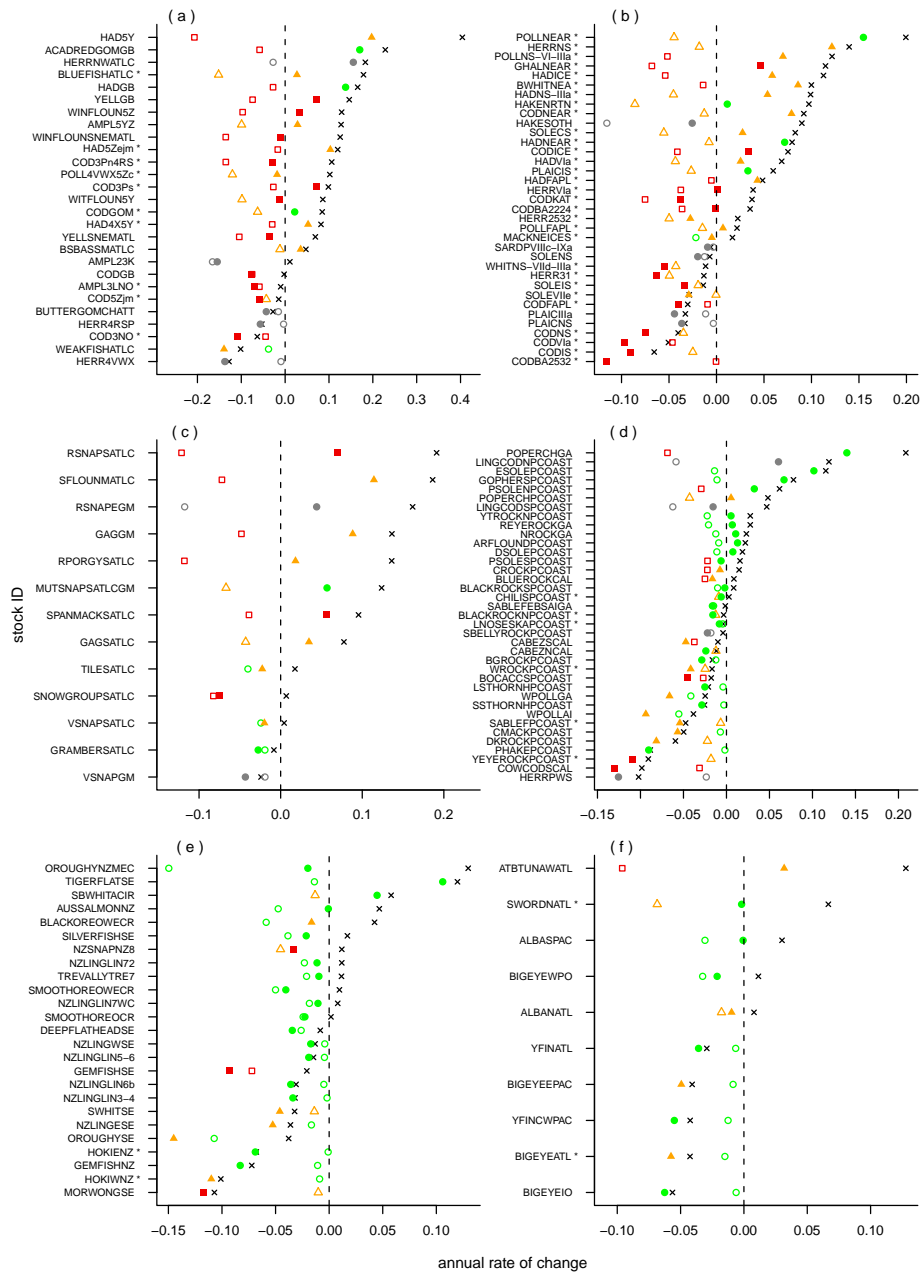 ( a )
HAD5Y
ACADREDGOMGB
HERRNWATLC
BLUEFISHATLC *
HADGB
YELLGB
WINFLOUN5Z
AMPL5YZ
WINFLOUNSNEMATL
HAD5Zejm *
COD3Pn4RS *
POLL4VWX5Zc *
COD3Ps *
WITFLOUN5Y
CODGOM *
HAD4X5Y *
YELLSNEMATL
BSBASSMATLC
AMPL23K
CODGB
AMPL3LNO *
COD5Zjm *
BUTTERGOMCHATT
HERR4RSP
COD3NO *
WEAKFISHATLC
HERR4VWX
−0.2 −0.1 0.0 0.1 0.2 0.3 0.4
( b )
POLLNEAR *
HERRNS *
POLLNS−VI−IIIa *
GHALNEAR
HADICE *
BWHITNEA *
HADNS−IIIa *
HAKENRTN *
CODNEAR *
HAKESOTH
SOLECS *
HADNEAR *
CODICE *
HADVIa *
PLAICIS *
HADFAPL *
HERRVIa *
CODKAT *
CODBA2224 *
HERR2532 *
POLLFAPL *
MACKNEICES *
SARDPVIIIc−IXa
SOLENS
WHITNS−VIId−IIIa *
HERR31 *
SOLEIS *
SOLEVIIe *
CODFAPL *
PLAICIIIa
PLAICNS
CODNS *
CODVIa *
CODIS *
CODBA2532 *
−0.10 −0.05 0.00 0.05 0.10 0.15 0.20
( c )
RSNAPSATLC
SFLOUNMATLC
RSNAPEGM
GAGGM
RPORGYSATLC
MUTSNAPSATLCGM
SPANMACKSATLC
GAGSATLC
TILESATLC
SNOWGROUPSATLC
VSNAPSATLC
GRAMBERSATLC
VSNAPGM
−0.1 0.0 0.1 0.2
( d )
POPERCHGA
LINGCODNPCOAST
ESOLEPCOAST
GOPHERSPCOAST
PSOLENPCOAST
POPERCHPCOAST
LINGCODSPCOAST
YTROCKNPCOAST
REYEROCKGA
NROCKGA
ARFLOUNDPCOAST
DSOLEPCOAST
PSOLESPCOAST
CROCKPCOAST
BLUEROCKCAL
BLACKROCKSPCOAST
CHILISPCOAST *
SABLEFEBSAIGA
BLACKROCKNPCOAST *
LNOSESKAPCOAST *
SBELLYROCKPCOAST
CABEZSCAL
CABEZNCAL
BGROCKPCOAST
WROCKPCOAST *
BOCACCSPCOAST
LSTHORNHPCOAST
WPOLLGA
SSTHORNHPCOAST
WPOLLAI
SABLEFPCOAST *
CMACKPCOAST
DKROCKPCOAST
PHAKEPCOAST
YEYEROCKPCOAST *
COWCODSCAL
HERRPWS
−0.15 −0.10 −0.05 0.00 0.05 0.10 0.15 0.20
stock ID
( e )
OROUGHYNZMEC
TIGERFLATSE
SBWHITACIR
AUSSALMONNZ
BLACKOREOWECR
SILVERFISHSE
NZSNAPNZ8
NZLINGLIN72
TREVALLYTRE7
SMOOTHOREOWECR
NZLINGLIN7WC
SMOOTHOREOCR
DEEPFLATHEADSE
NZLINGWSE
NZLINGLIN5−6
GEMFISHSE
NZLINGLIN6b
NZLINGLIN3−4
SWHITSE
NZLINGESE
OROUGHYSE
HOKIENZ *
GEMFISHNZ
HOKIWNZ *
MORWONGSE
−0.15 −0.10 −0.05 0.00 0.05 0.10
( f )
ATBTUNAWATL
SWORDNATL *
ALBASPAC
BIGEYEWPO
ALBANATL
YFINATL
BIGEYEEPAC
YFINCWPAC
BIGEYEATL *
BIGEYEIO
−0.10 −0.05 0.00 0.05 0.10
annual rate of change